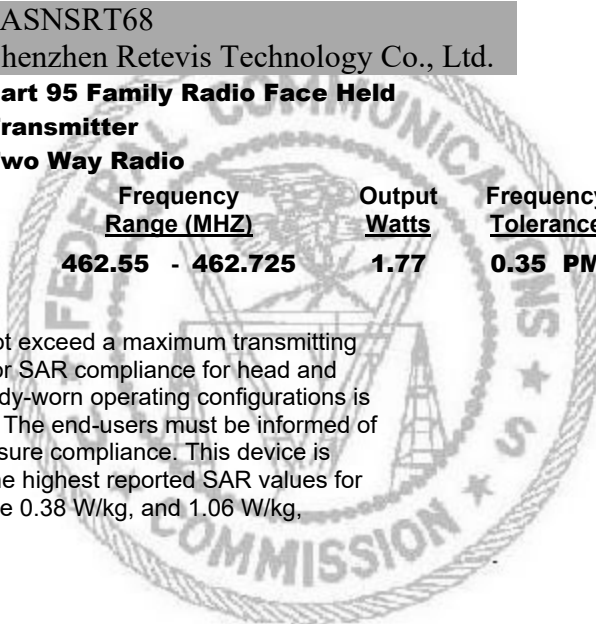 ASNSRT68
henzhen Retevis Technology Co., Ltd.
art 95 Family Radio Face Held
ransmitter
wo Way Radio
Frequency Output Frequency
Range (MHZ) Watts Tolerance
462.55 - 462.725 1.77 0.35 PM
ot exceed a maximum transmitting
or SAR compliance for head and
dy-worn operating configurations is
The end-users must be informed of
sure compliance. This device is
he highest reported SAR values for
e 0.38 W/kg, and 1.06 W/kg,
FEDERAL COMMUNICATIONS COMMISSION